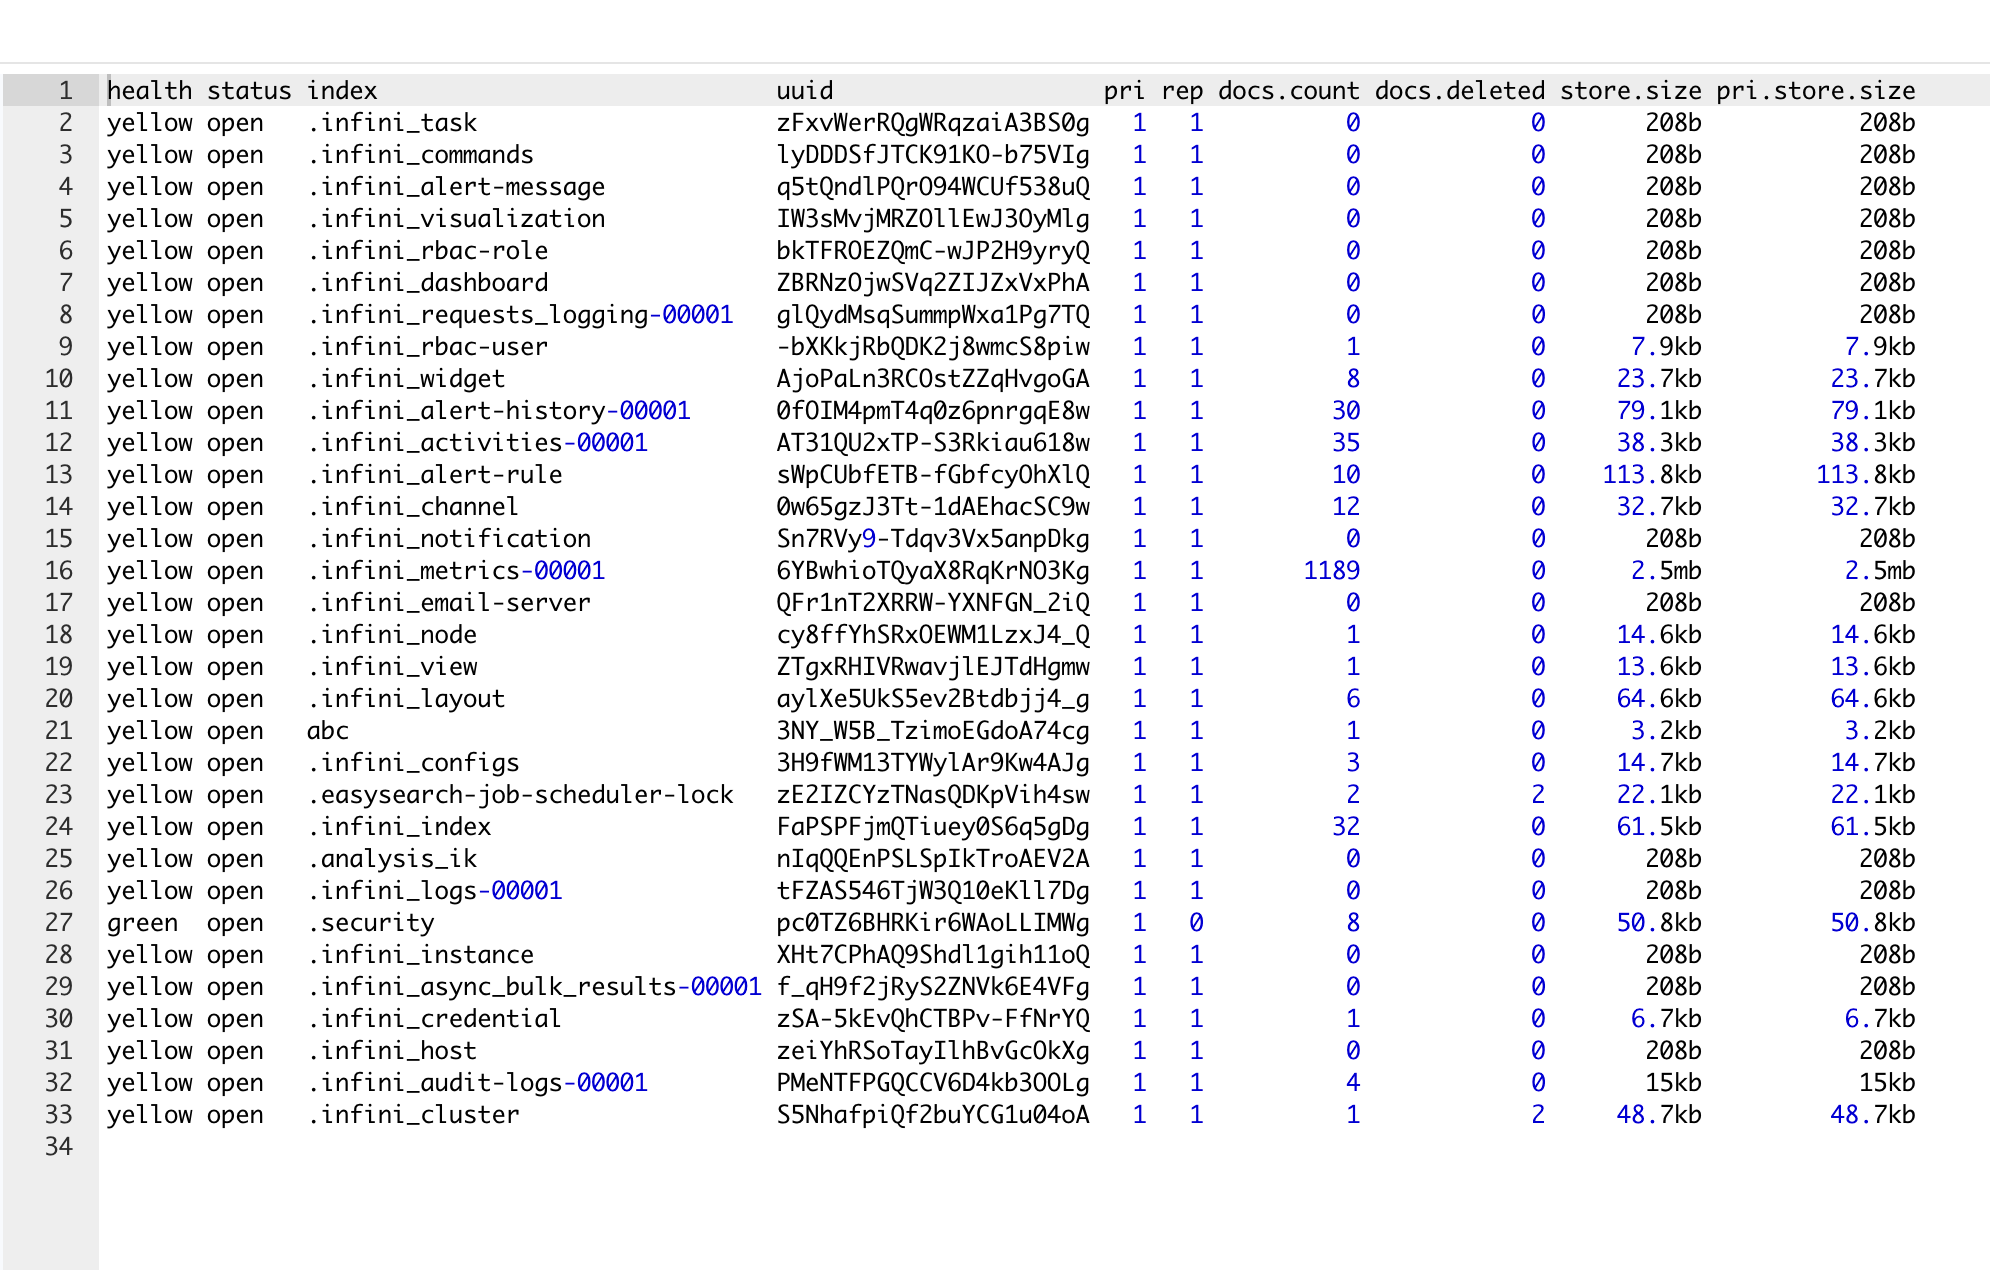 1 health status index uuid pri rep docs.count docs.deleted store.size pri.store.size
2 yellow open .infini_task zFxvWerRQgWRqzaiA3BS0g 1 1 0 0 208b 208b
3 yellow open .infini_commands lyDDDSfJTCK91KO-b75VIg 1 1 0 0 208b 208b
4 yellow open .infini_alert-message q5tQndlPQrO94WCUf538uQ 1 1 0 0 208b 208b
5 yellow open .infini_visualization IW3sMvjMRZOllEwJ3OyMlg 1 1 0 0 208b 208b
6 yellow open .infini_rbac-role bkTFROEZQmC-wJP2H9yryQ 1 1 0 0 208b 208b
7 yellow open .infini_dashboard ZBRNzOjwSVq2ZIJZxVxPhA 1 1 0 0 208b 208b
8 yellow open .infini_requests_logging-00001 glQydMsqSummpWxa1Pg7TQ 1 1 0 0 208b 208b
9 yellow open .infini_rbac-user -bXKkjRbQDK2j8wmcS8piw 1 1 1 0 7.9kb 7.9kb
10 yellow open .infini_widget AjoPaLn3RCOstZZqHvgoGA 1 1 8 0 23.7kb 23.7kb
11 yellow open .infini_alert-history-00001 0fOIM4pmT4q0z6pnrgqE8w 1 1 30 0 79.1kb 79.1kb
12 yellow open .infini_activities-00001 AT31QU2xTP-S3Rkiau618w 1 1 35 0 38.3kb 38.3kb
13 yellow open .infini_alert-rule sWpCUbfETB-fGbfcyOhXlQ 1 1 10 0 113.8kb 113.8kb
14 yellow open .infini_channel 0w65gzJ3Tt-1dAEhacSC9w 1 1 12 0 32.7kb 32.7kb
15 yellow open .infini_notification Sn7RVy9-Tdqv3Vx5anpDkg 1 1 0 0 208b 208b
16 yellow open .infini_metrics-00001 6YBwhioTQyaX8RqKrNO3Kg 1 1 1189 0 2.5mb 2.5mb
17 yellow open .infini_email-server QFr1nT2XRRW-YXNFGN_2iQ 1 1 0 0 208b 208b
18 yellow open .infini_node cy8ffYhSRxOEWM1LzxJ4_Q 1 1 1 0 14.6kb 14.6kb
19 yellow open .infini_view ZTgxRHIVRwavjlEJTdHgmw 1 1 1 0 13.6kb 13.6kb
20 yellow open .infini_layout aylXe5UkS5ev2Btdbjj4_g 1 1 6 0 64.6kb 64.6kb
21 yellow open abc 3NY_W5B_TzimoEGdoA74cg 1 1 1 0 3.2kb 3.2kb
22 yellow open .infini_configs 3H9fWM13TYWylAr9Kw4AJg 1 1 3 0 14.7kb 14.7kb
23 yellow open .easysearch-job-scheduler-lock zE2IZCYzTNasQDKpVih4sw 1 1 2 2 22.1kb 22.1kb
24 yellow open .infini_index FaPSPFjmQTiuey0S6q5gDg 1 1 32 0 61.5kb 61.5kb
25 yellow open .analysis_ik nIqQQEnPSLSpIkTroAEV2A 1 1 0 0 208b 208b
26 yellow open .infini_logs-00001 tFZAS546TjW3Q10eKll7Dg 1 1 0 0 208b 208b
27 green open .security pc0TZ6BHRKir6WAoLLIMWg 1 0 8 0 50.8kb 50.8kb
28 yellow open .infini_instance XHt7CPhAQ9Shdl1gih11oQ 1 1 0 0 208b 208b
29 yellow open .infini_async_bulk_results-00001 f_qH9f2jRyS2ZNVk6E4VFg 1 1 0 0 208b 208b
30 yellow open .infini_credential zSA-5kEvQhCTBPv-FfNrYQ 1 1 1 0 6.7kb 6.7kb
31 yellow open .infini_host zeiYhRSoTayIlhBvGcOkXg 1 1 0 0 208b 208b
32 yellow open .infini_audit-logs-00001 PMeNTFPGQCCV6D4kb3OOLg 1 1 4 0 15kb 15kb
33 yellow open .infini_cluster S5NhafpiQf2buYCG1u04oA 1 1 1 2 48.7kb 48.7kb
34